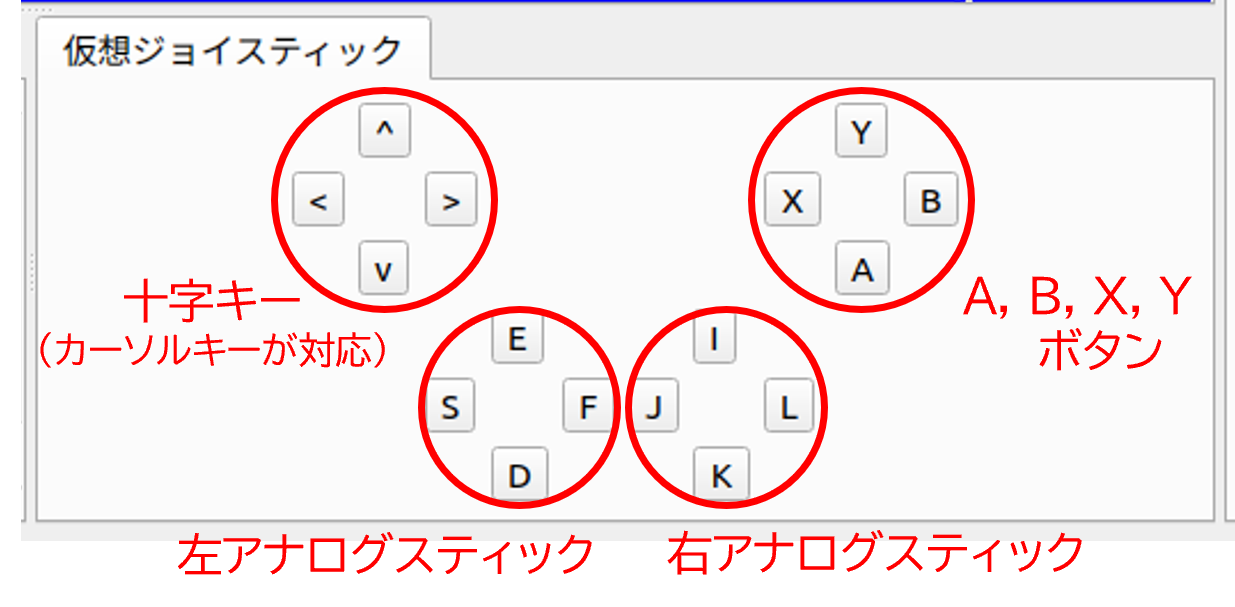 仮想ジョイスティック
^
< >
v
Y
X B
A
十字キー
(カーソルキーが対応)
A, B, X, Y
ボタン
E
S F
D
I
J L
K
左アナログスティック
右アナログスティック